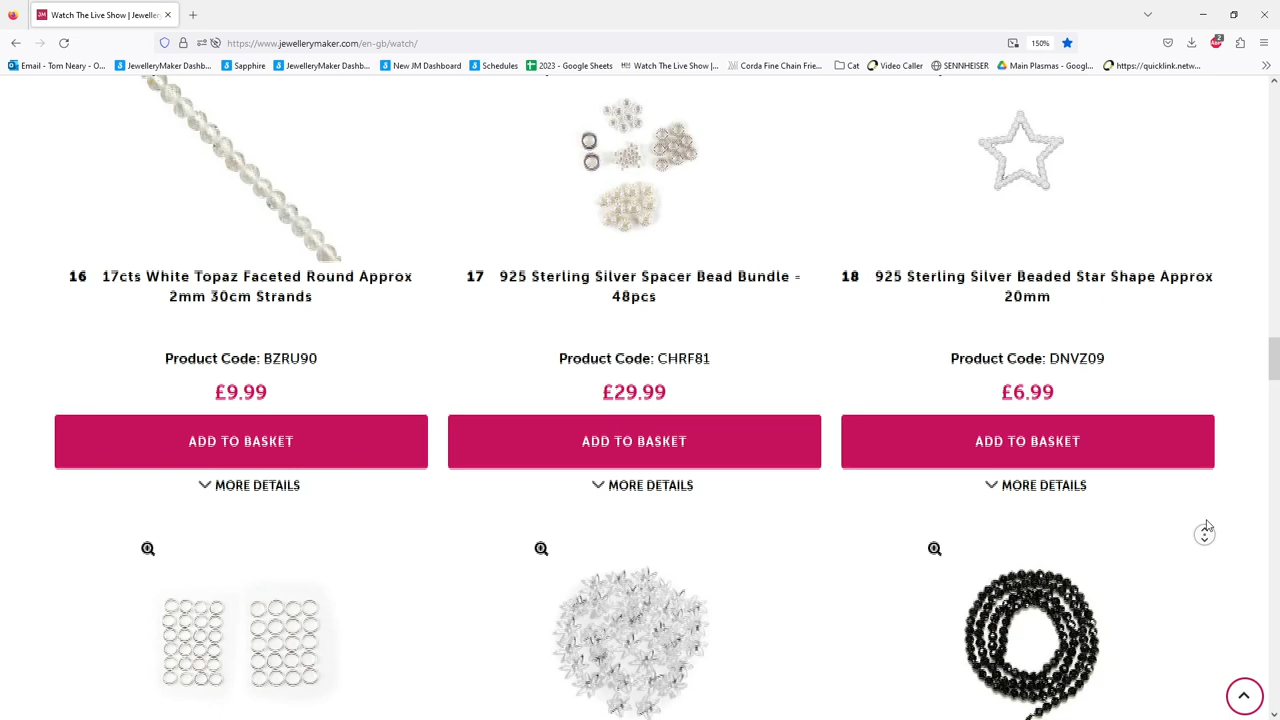 Watch The Live Show | Jeweller
https://www.jewellerymaker.com/en-gb/watch/
150%
2
Email - Tom Neary - O...
JewelleryMaker Dashb...
Sapphire
JewelleryMaker Dashb...
New JM Dashboard
Schedules
2023 - Google Sheets
Watch The Live Show |...
Corda Fine Chain Frie...
Cat
Video Caller
SENNHEISER
Main Plasmas - Googl...
https://quicklink.netw...
16 17cts White Topaz Faceted Round Approx
2mm 30cm Strands
Product Code: BZRU90
£9.99
ADD TO BASKET
MORE DETAILS
17 925 Sterling Silver Spacer Bead Bundle =
48pcs
Product Code: CHRF81
£29.99
ADD TO BASKET
MORE DETAILS
18 925 Sterling Silver Beaded Star Shape Approx
20mm
Product Code: DNVZ09
£6.99
ADD TO BASKET
MORE DETAILS